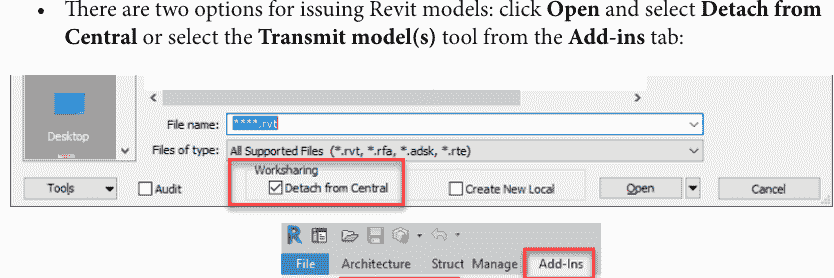 • There are two options for issuing Revit models: click Open and select Detach from
Central or select the Transmit model(s) tool from the Add-ins tab:
File name: ****.rvt
Desktop
Files of type: All Supported Files (*.rvt, *.rfa, *.adsk, *.rte)
Worksharing
Tools Audit Detach from Central Create New Local Open Cancel
File Architecture Struct Manage Add-Ins